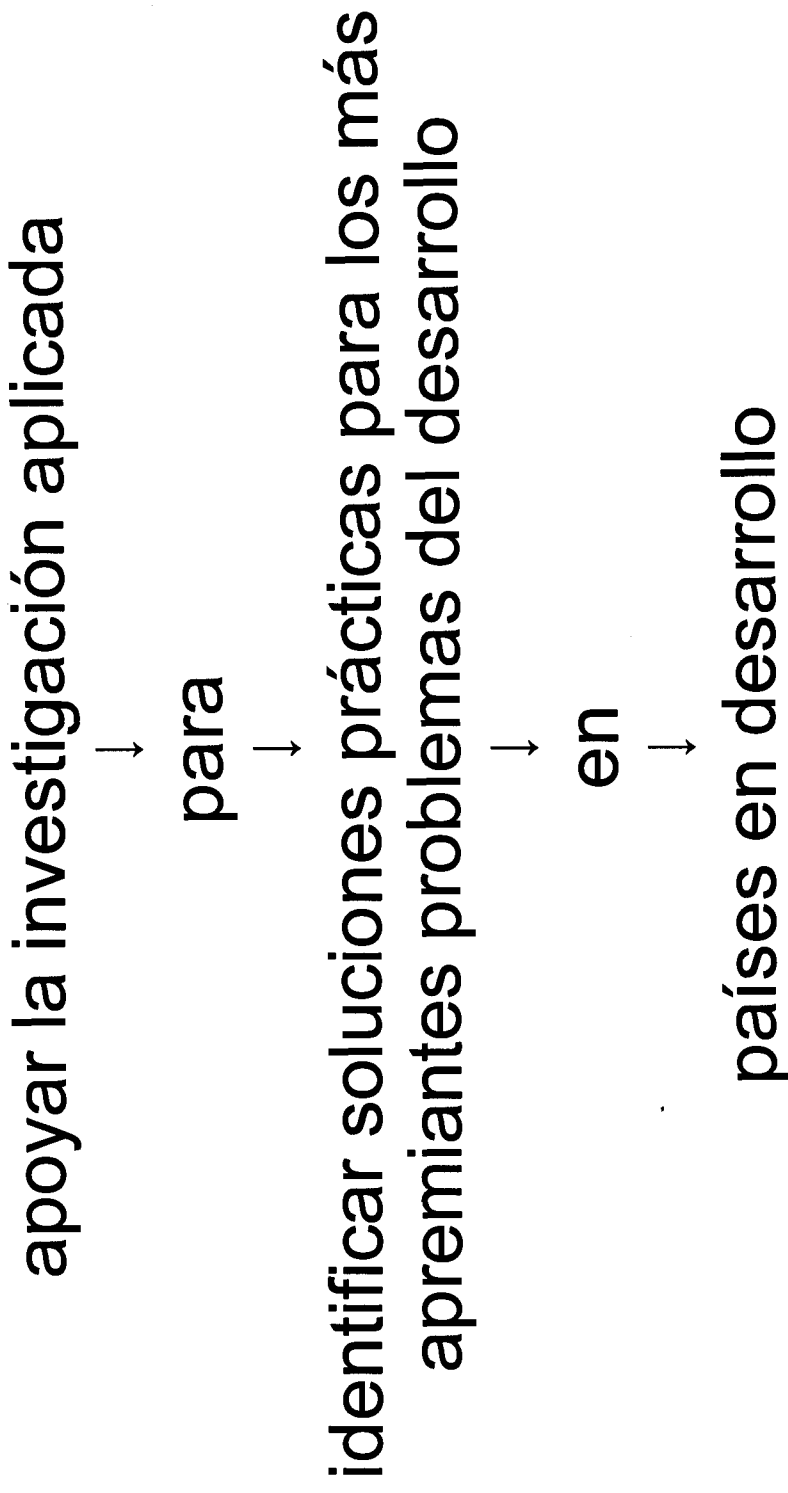 apoyar la investigación aplicada
↓
para
↓
identificar soluciones prácticas para los más
apremiantes problemas del desarrollo
↓
en
↓
países en desarrollo